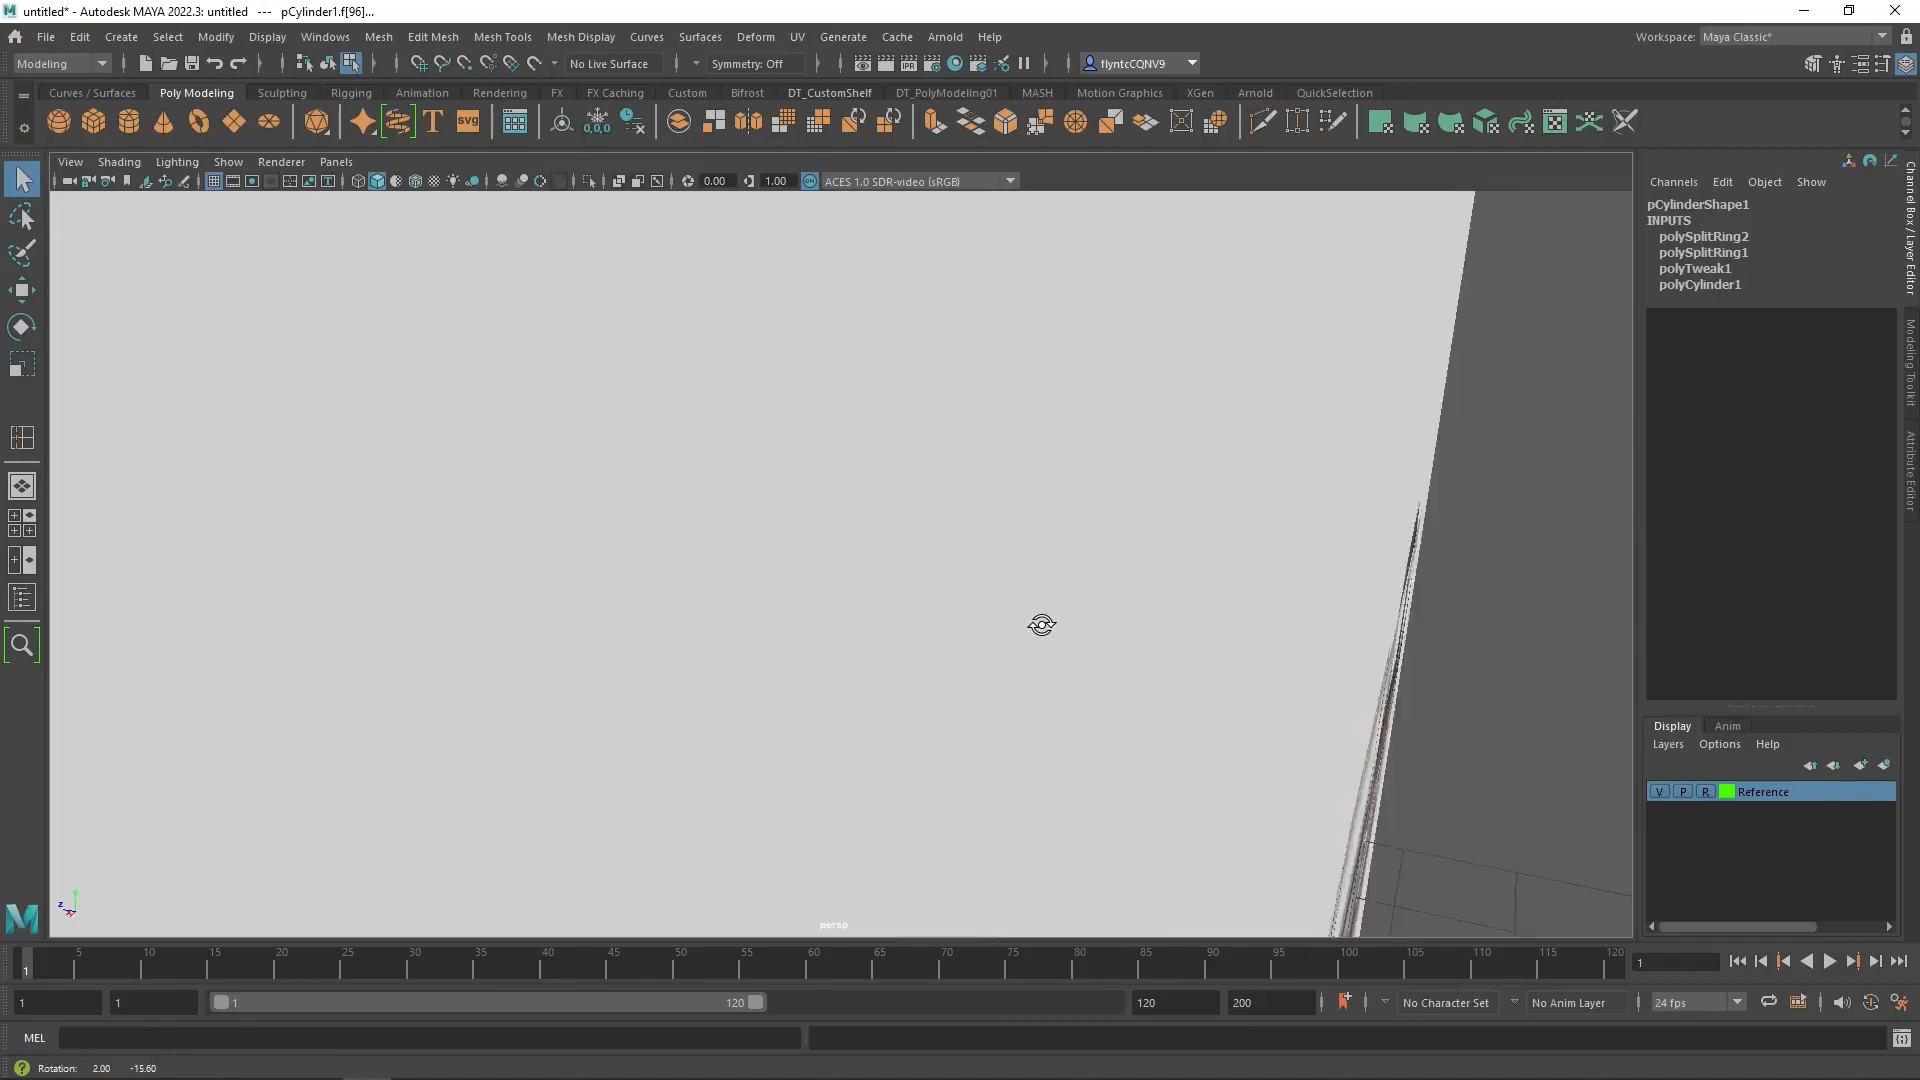 untitled* - Autodesk MAYA 2022.3: untitled   ---   pCylinder1.f[96]...
File Edit Create Select Modify Display Windows Mesh Edit Mesh Mesh Tools Mesh Display Curves Surfaces Deform UV Generate Cache Arnold Help Workspace: Maya Classic*
Modeling No Live Surface Symmetry: Off flyntcCQNV9
Curves / Surfaces Poly Modeling Sculpting Rigging Animation Rendering FX FX Caching Custom Bifrost DT_CustomShelf DT_PolyModeling01 MASH Motion Graphics XGen Arnold QuickSelection
T svg 0,0,0
View Shading Lighting Show Renderer Panels
0.00 1.00 ACES 1.0 SDR-video (sRGB)
Channels Edit Object Show
pCylinderShape1
INPUTS
polySplitRing2
polySplitRing1
polyTweak1
polyCylinder1
Channel Box / Layer Editor
Modeling Toolkit
Attribute Editor
Display Anim
Layers Options Help
V P R Reference
persp
y
z
5 10 15 20 25 30 35 40 45 50 55 60 65 70 75 80 85 90 95 100 105 110 115 120
1 1
1 1 1 120 120 200 No Character Set No Anim Layer 24 fps
MEL
Rotation: 2.00 -15.60